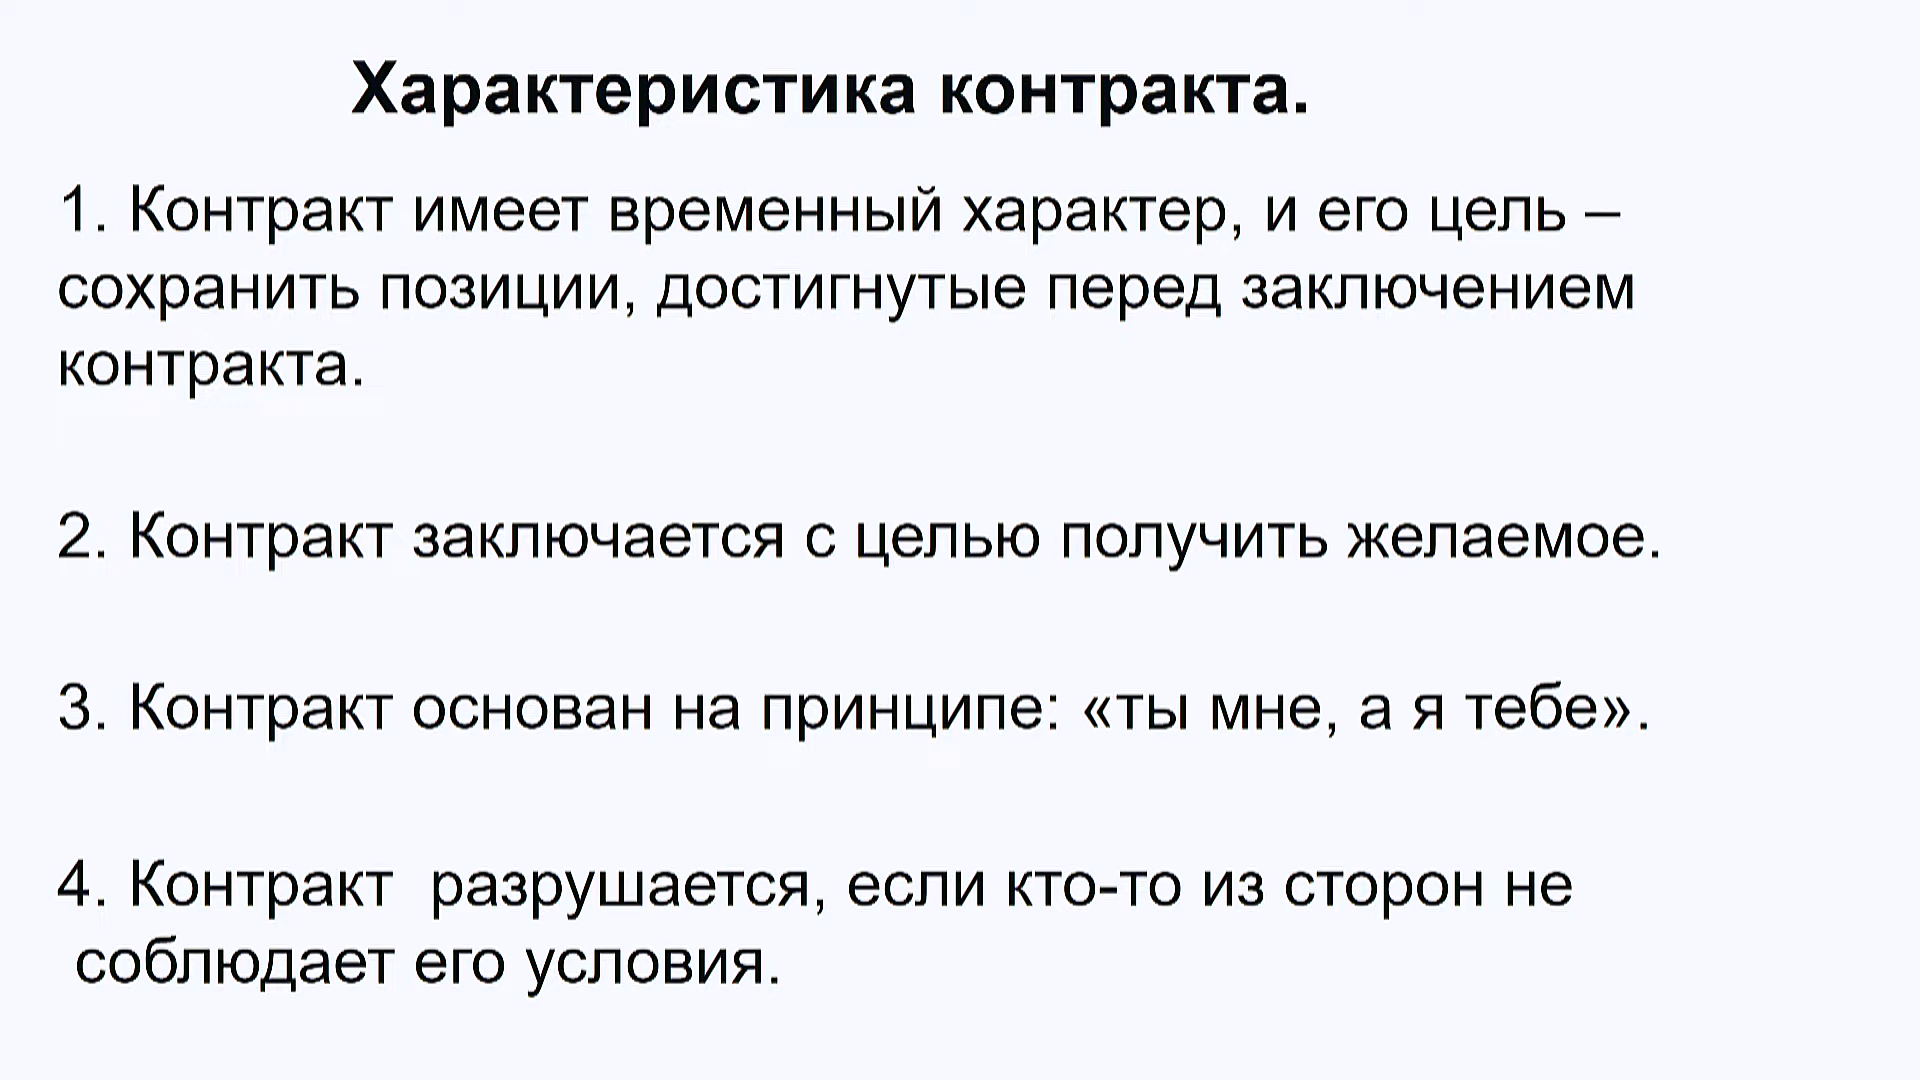 Характеристика контракта.
1. Контракт имеет временный характер, и его цель –
сохранить позиции, достигнутые перед заключением
контракта.
2. Контракт заключается с целью получить желаемое.
3. Контракт основан на принципе: «ты мне, а я тебе».
4. Контракт  разрушается, если кто-то из сторон не
соблюдает его условия.